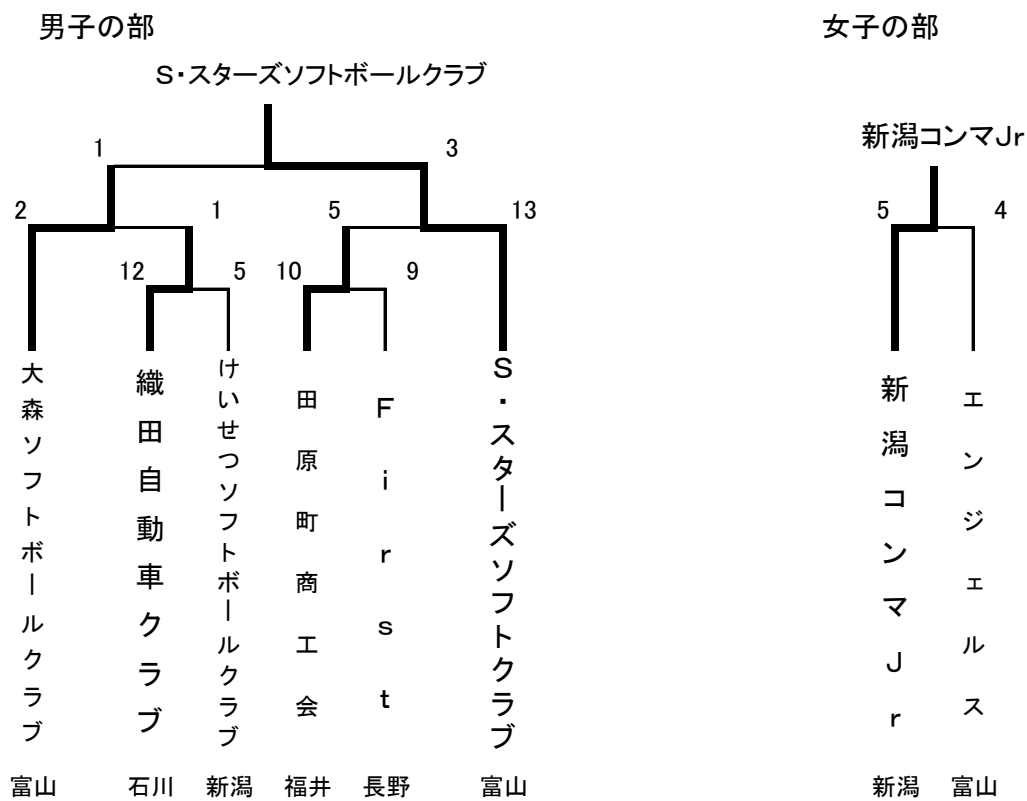 男子の部
女子の部
S・スターズソフトボールクラブ
新潟コンマJr
1
3
2
1
5
13
5
4
12
5
10
9
大森ソフトボールクラブ
織田自動車クラブ
けいせつソフトボールクラブ
田原町商工会
First
S・スターズソフトクラブ
新潟コンマJr
エンジェルス
富山
石川
新潟
福井
長野
富山
新潟
富山